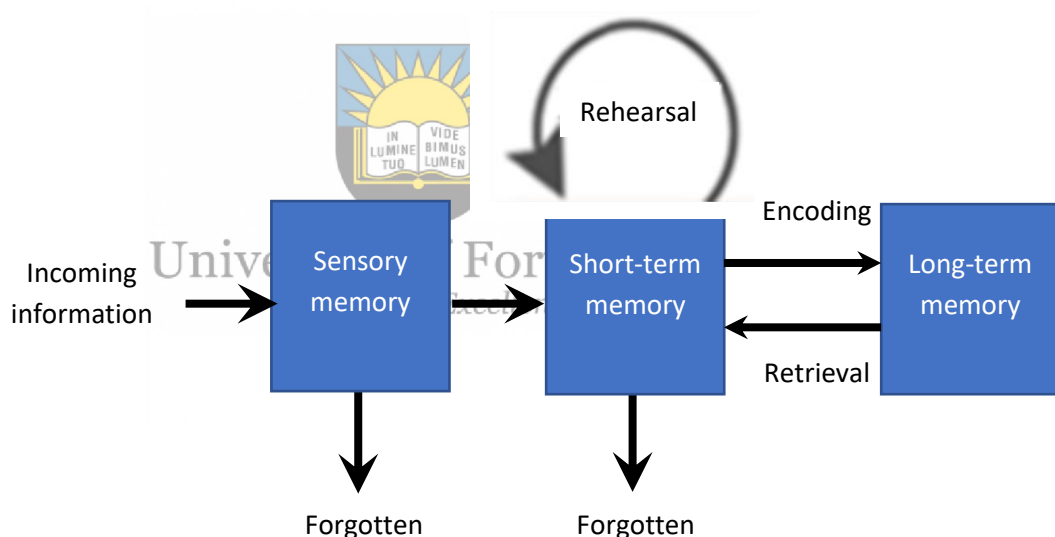 Rehearsal
IN
LUMINE
TUO
VIDE
BIMUS
LUMEN
Encoding
Incoming
information
Sensory
memory
Short-term
memory
Long-term
memory
Retrieval
Forgotten
Forgotten